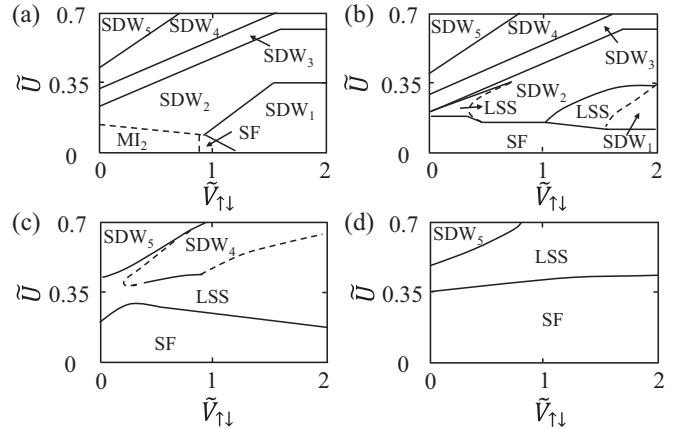 (a)
0.7
SDW₅
SDW₄
SDW₃
0.35
Ũ
SDW₂
SDW₁
MI₂
SF
0
0
1
2
Ṽ↑↓
(b)
0.7
SDW₅
SDW₄
SDW₃
0.35
Ũ
SDW₂
LSS
LSS
SF
SDW₁
0
0
1
2
Ṽ↑↓
(c)
0.7
SDW₅
SDW₄
0.35
Ũ
LSS
SF
0
0
1
2
Ṽ↑↓
(d)
0.7
SDW₅
LSS
0.35
Ũ
SF
0
0
1
2
Ṽ↑↓